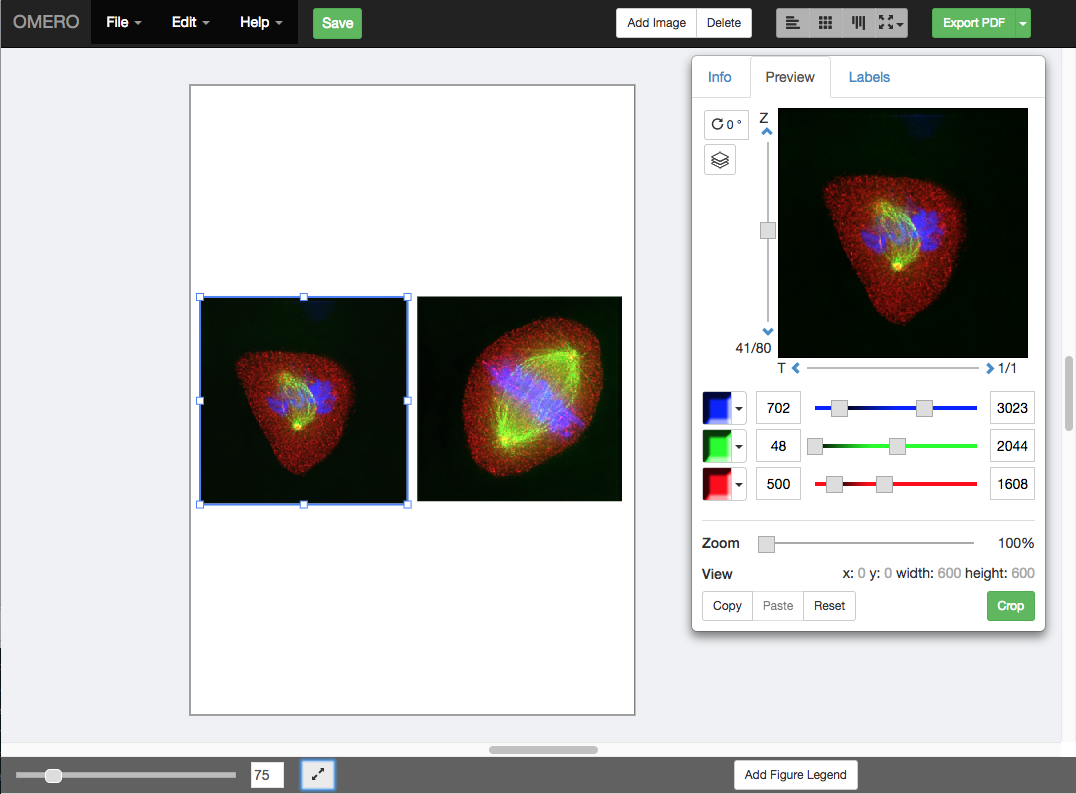 OMERO File Edit Help Save Add Image Delete Export PDF
Info Preview Labels
0 ° Z
41/80
T 1/1
702 3023
48 2044
500 1608
Zoom 100%
View x: 0 y: 0 width: 600 height: 600
Copy Paste Reset Crop
75 Add Figure Legend